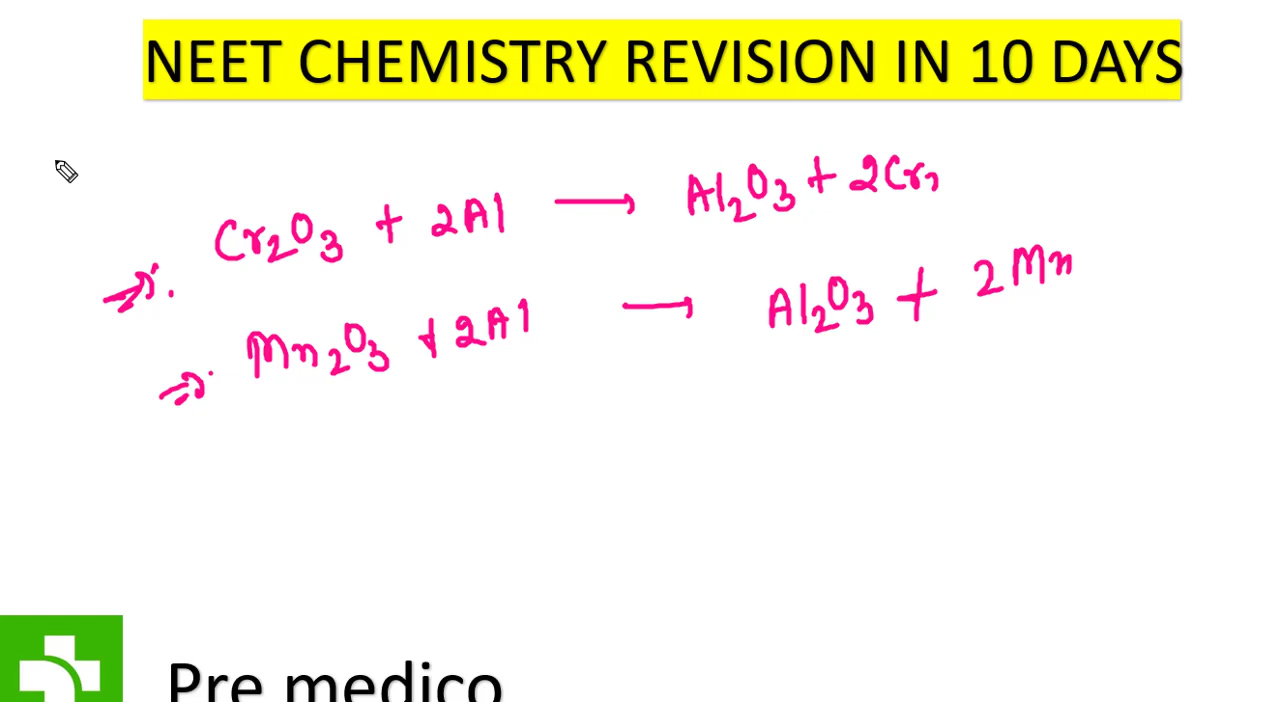 NEET CHEMISTRY REVISION IN 10 DAYS
⇒. Cr₂O₃ + 2Al → Al₂O₃ + 2Cr,
⇒. Mn₂O₃ + 2Al → Al₂O₃ + 2Mn
Pre medico